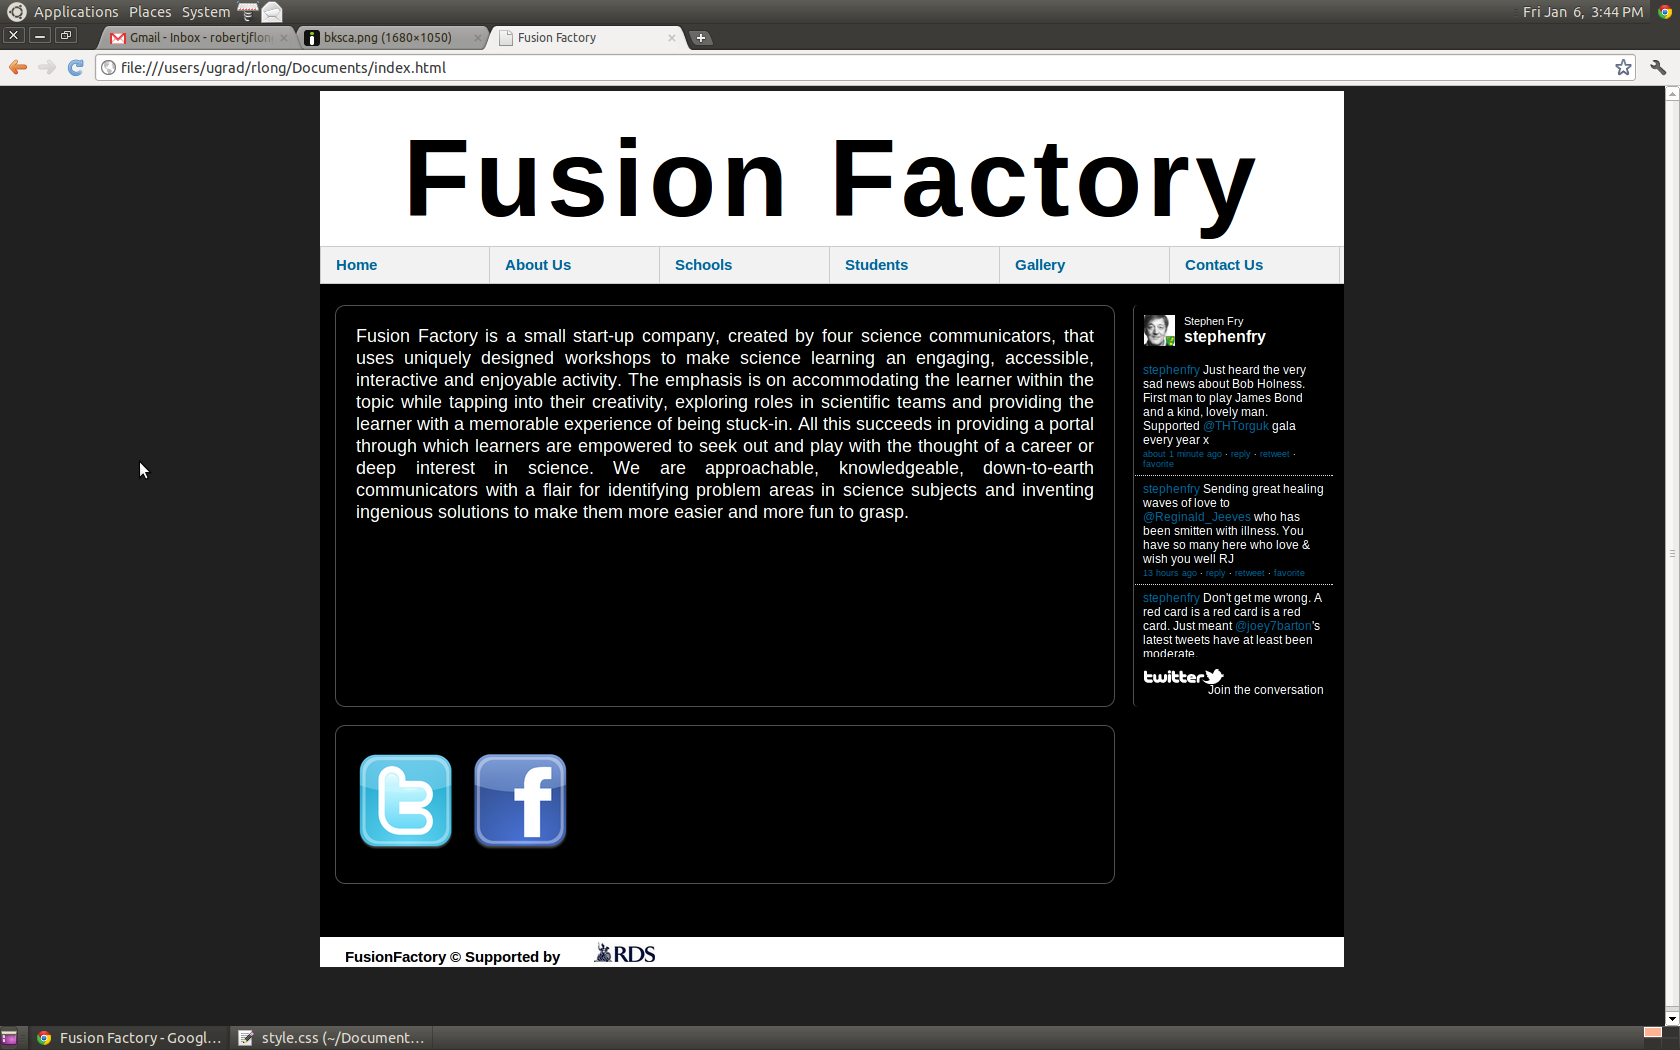 Applications Places System
Fri Jan 6, 3:44 PM
Gmail - Inbox - robertjflon
bksca.png (1680×1050)
Fusion Factory
file:///users/ugrad/rlong/Documents/index.html
Fusion Factory
Home
About Us
Schools
Students
Gallery
Contact Us
Fusion Factory is a small start-up company, created by four science communicators, that
uses uniquely designed workshops to make science learning an engaging, accessible,
interactive and enjoyable activity. The emphasis is on accommodating the learner within the
topic while tapping into their creativity, exploring roles in scientific teams and providing the
learner with a memorable experience of being stuck-in. All this succeeds in providing a portal
through which learners are empowered to seek out and play with the thought of a career or
deep interest in science. We are approachable, knowledgeable, down-to-earth
communicators with a flair for identifying problem areas in science subjects and inventing
ingenious solutions to make them more easier and more fun to grasp.
Stephen Fry
stephenfry
stephenfry Just heard the very
sad news about Bob Holness.
First man to play James Bond
and a kind, lovely man.
Supported @THTorguk gala
every year x
about 1 minute ago · reply · retweet ·
favorite
stephenfry Sending great healing
waves of love to
@Reginald_Jeeves who has
been smitten with illness. You
have so many here who love &
wish you well RJ
13 hours ago · reply · retweet · favorite
stephenfry Don't get me wrong. A
red card is a red card is a red
card. Just meant @joey7barton's
latest tweets have at least been
moderate.
twitter
Join the conversation
t
f
FusionFactory © Supported by
RDS
Fusion Factory - Googl...
style.css (~/Document...